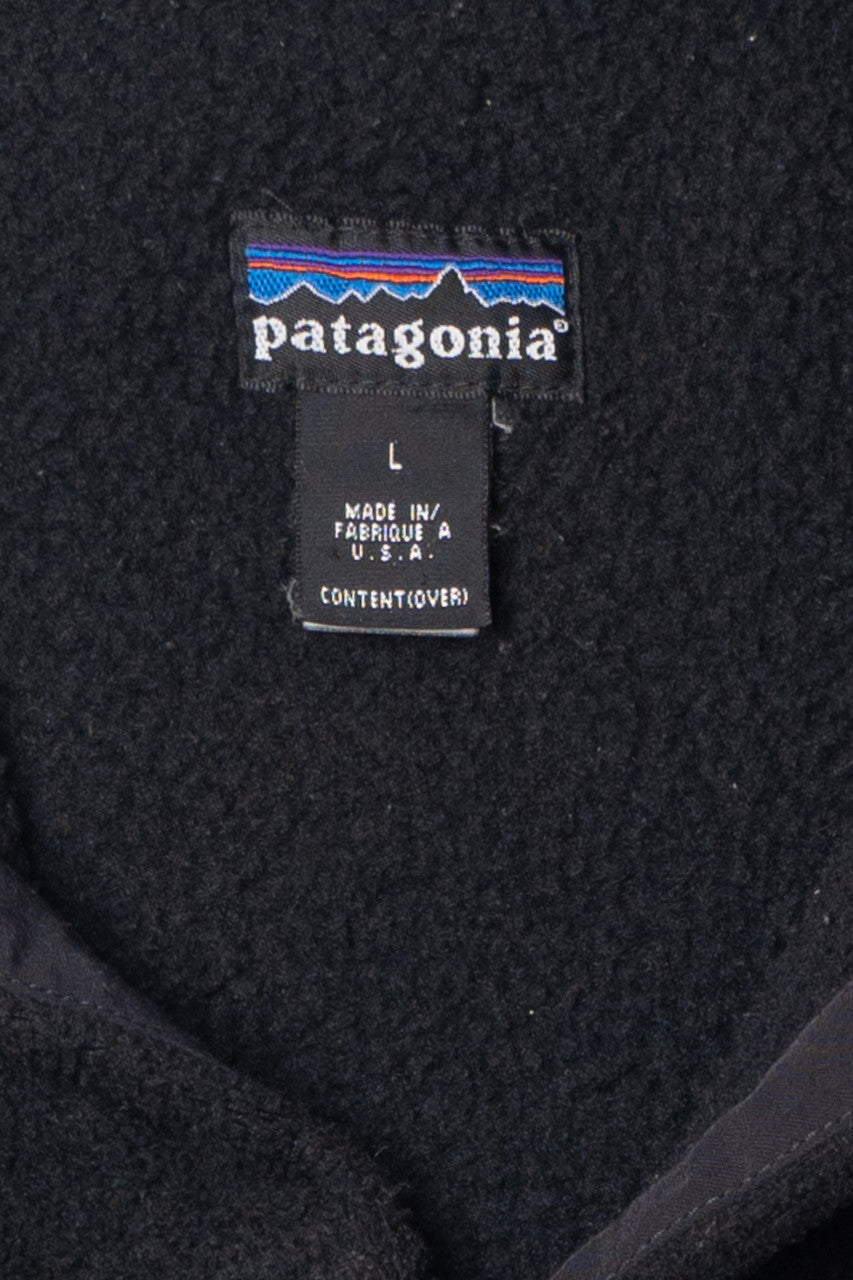 patagonia®
L
MADE IN/
FABRIQUE A
U.S.A.
CONTENT(OVER)